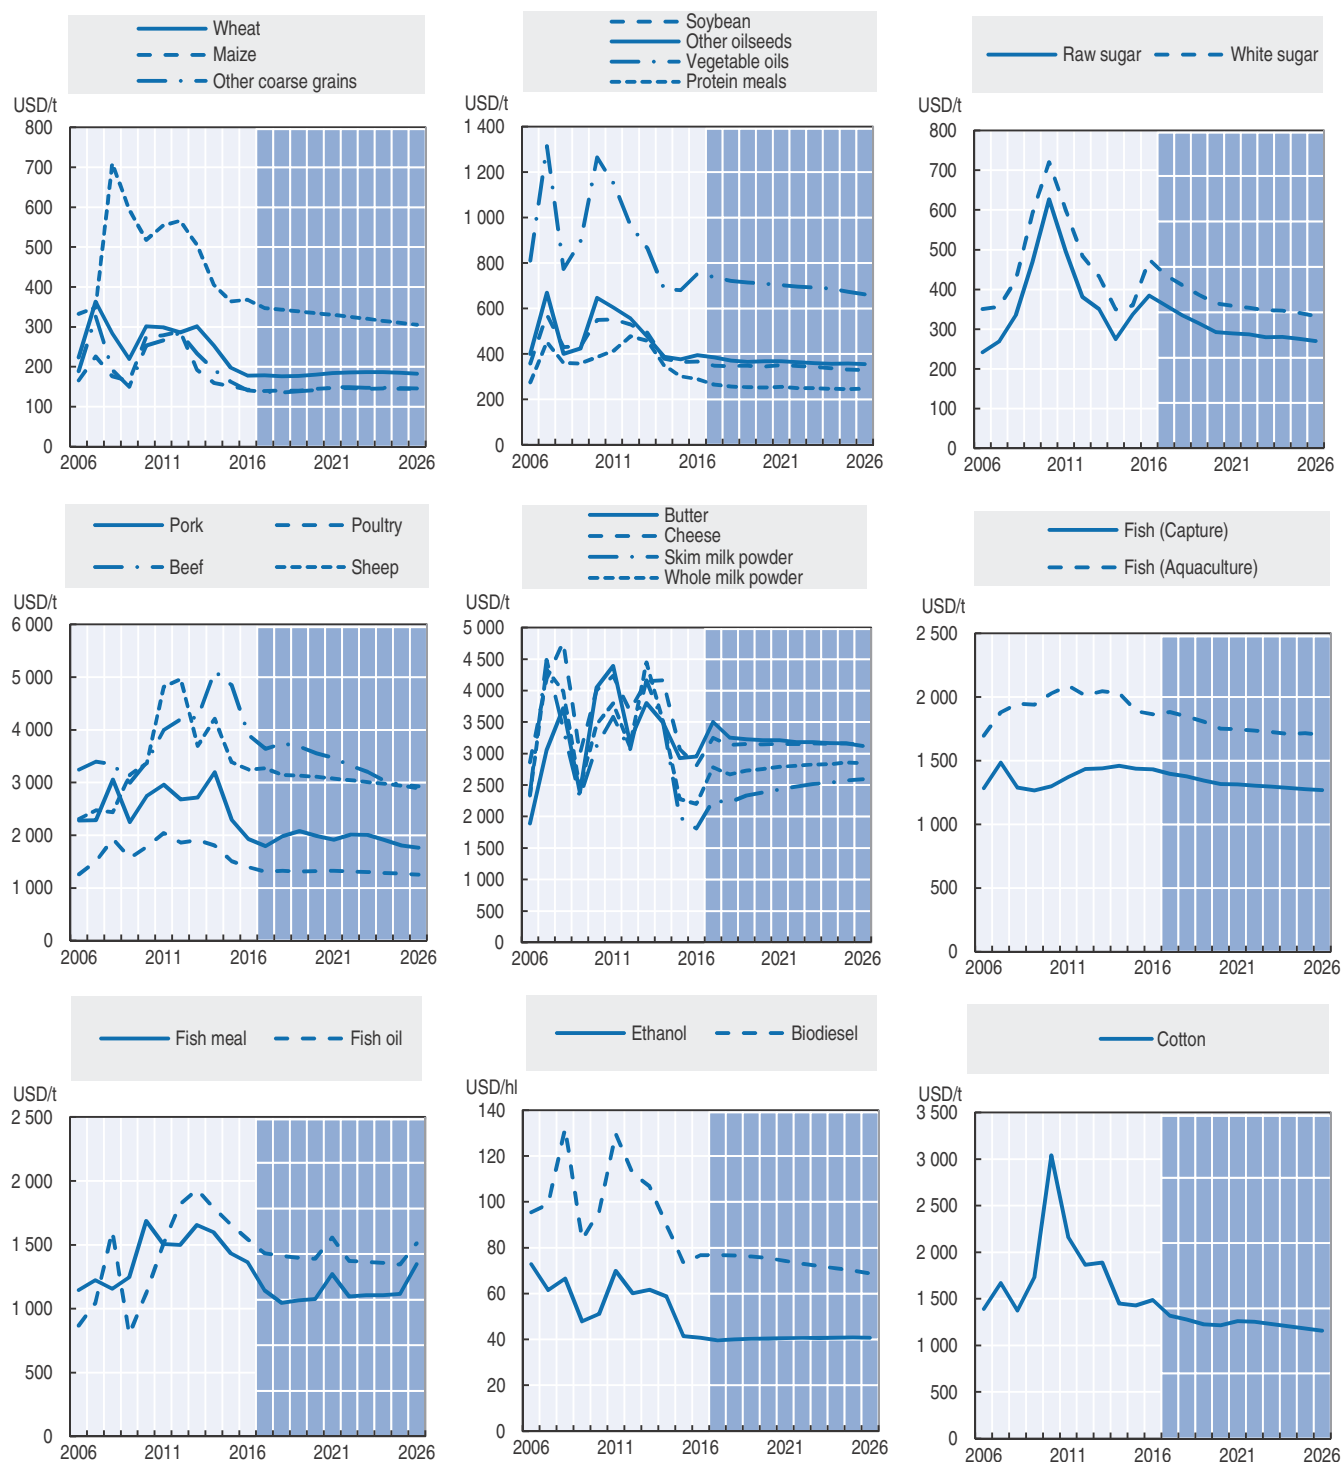 Wheat
Maize
Other coarse grains
USD/t
800
700
600
500
400
300
200
100
0
2006 2011 2016 2021 2026
Soybean
Other oilseeds
Vegetable oils
Protein meals
USD/t
1 400
1 200
1 000
800
600
400
200
0
2006 2011 2016 2021 2026
Raw sugar White sugar
USD/t
800
700
600
500
400
300
200
100
0
2006 2011 2016 2021 2026
Pork Poultry
Beef Sheep
USD/t
6 000
5 000
4 000
3 000
2 000
1 000
0
2006 2011 2016 2021 2026
Butter
Cheese
Skim milk powder
Whole milk powder
USD/t
5 000
4 500
4 000
3 500
3 000
2 500
2 000
1 500
1 000
500
0
2006 2011 2016 2021 2026
Fish (Capture)
Fish (Aquaculture)
USD/t
2 500
2 000
1 500
1 000
500
0
2006 2011 2016 2021 2026
Fish meal Fish oil
USD/t
2 500
2 000
1 500
1 000
500
0
2006 2011 2016 2021 2026
Ethanol Biodiesel
USD/hl
140
120
100
80
60
40
20
0
2006 2011 2016 2021 2026
Cotton
USD/t
3 500
3 000
2 500
2 000
1 500
1 000
500
0
2006 2011 2016 2021 2026